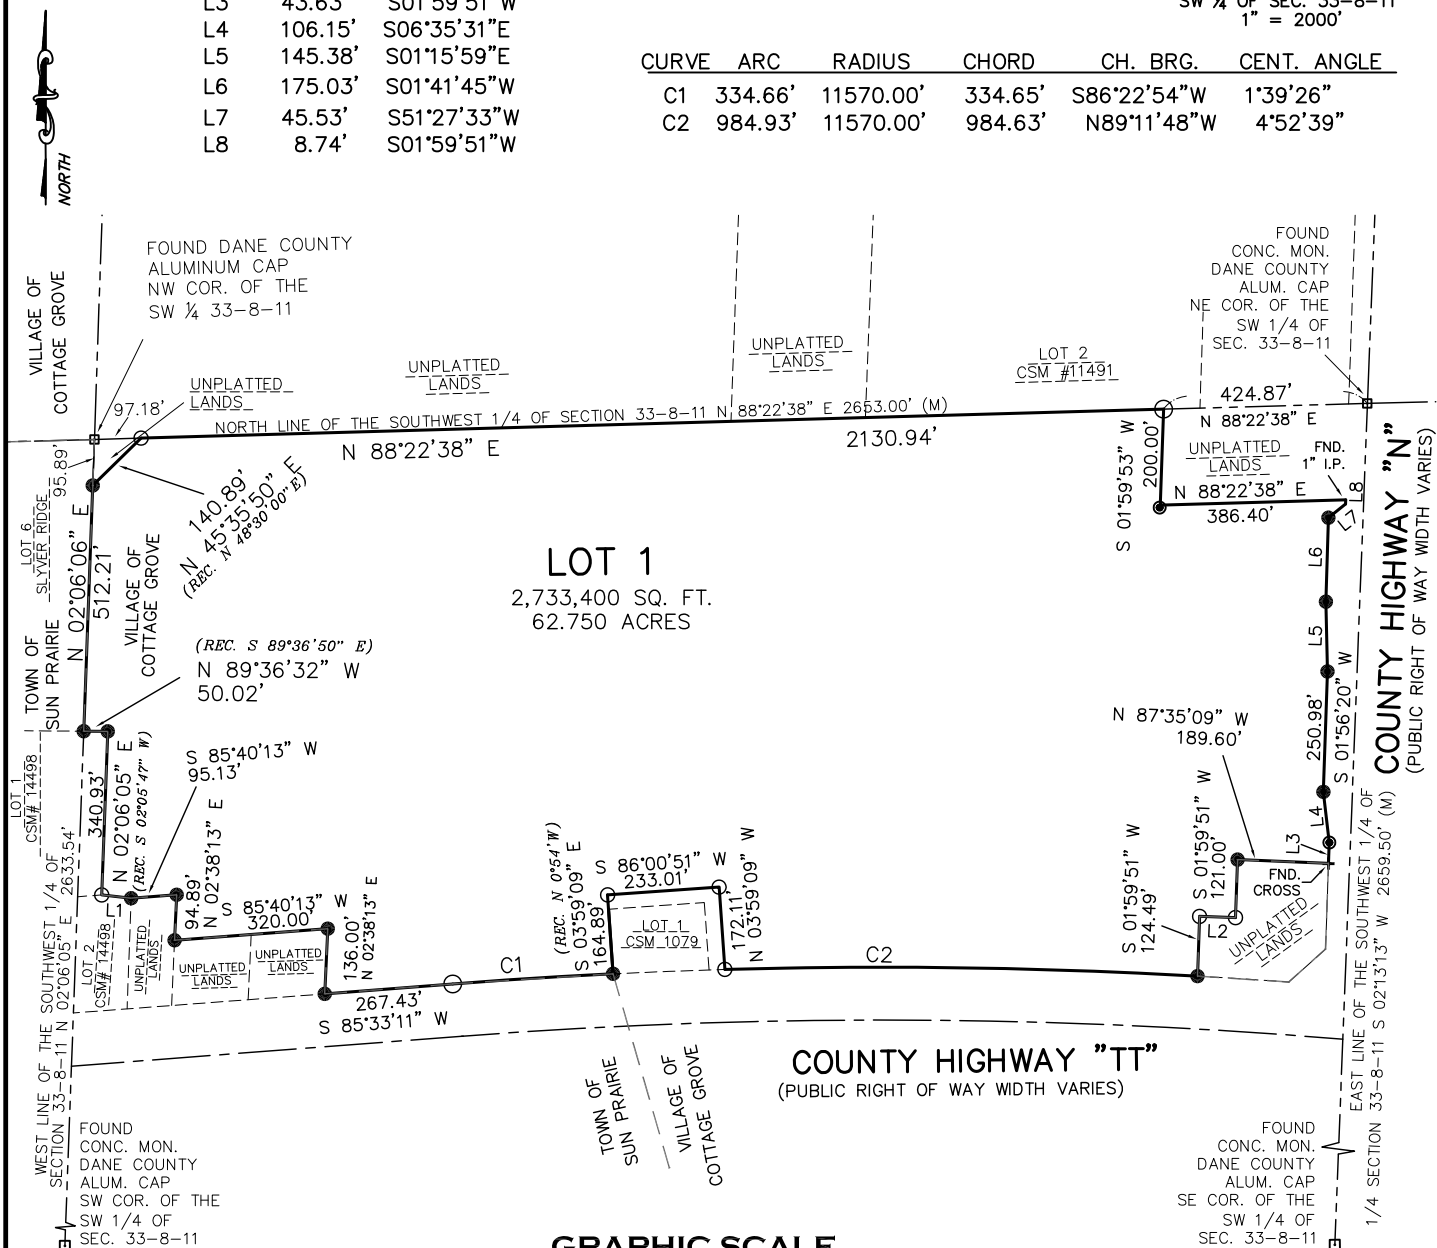 L3 43.63' S01°59'51"W
L4 106.15' S06°35'31"E
L5 145.38' S01°15'59"E
L6 175.03' S01°41'45"W
L7 45.53' S51°27'33"W
L8 8.74' S01°59'51"W
NORTH
SW ¼ OF SEC. 33-8-11
1" = 2000'
CURVE ARC RADIUS CHORD CH. BRG. CENT. ANGLE
C1 334.66' 11570.00' 334.65' S86°22'54"W 1°39'26"
C2 984.93' 11570.00' 984.63' N89°11'48"W 4°52'39"
FOUND DANE COUNTY
ALUMINUM CAP
NW COR. OF THE
SW ¼ 33-8-11
VILLAGE OF
COTTAGE GROVE
FOUND
CONC. MON.
DANE COUNTY
ALUM. CAP
NE COR. OF THE
SW 1/4 OF
SEC. 33-8-11
UNPLATTED
LANDS
UNPLATTED
LANDS
UNPLATTED
LANDS
LOT 2
CSM #11491
97.18'
NORTH LINE OF THE SOUTHWEST 1/4 OF SECTION 33-8-11 N 88°22'38" E 2653.00' (M)
N 88°22'38" E
2130.94'
424.87'
N 88°22'38" E
UNPLATTED
LANDS
FND.
1" I.P.
S 01°59'53" W
200.00'
N 88°22'38" E
386.40'
L8
L7
L6
L5
95.89'
140.89'
N 45°35'50" E
(REC. N 48°30'00"E)
LOT 6
SLYVER RIDGE
N 02°06'06" E
512.21'
VILLAGE OF
COTTAGE GROVE
TOWN OF
SUN PRAIRIE
LOT 1
2,733,400 SQ. FT.
62.750 ACRES
COUNTY HIGHWAY "N"
(PUBLIC RIGHT OF WAY WIDTH VARIES)
(REC. S 89°36'50" E)
N 89°36'32" W
50.02'
250.98'
S 01°56'20" W
N 87°35'09" W
189.60'
LOT 1
CSM# 14498
340.93'
N 02°06'05" E
(REC. S 02°05'47" W)
S 85°40'13" W
95.13'
L1
94.89'
N 02°38'13" E
S 85°40'13" W
320.00'
136.00'
N 02°38'13" E
LOT 2
CSM# 14498
UNPLATTED
LANDS
UNPLATTED
LANDS
UNPLATTED
LANDS
267.43'
S 85°33'11" W
C1
(REC. N 0°54'W)
S 03°59'09" E
164.89'
S 86°00'51" W
233.01'
LOT 1
CSM 1079
172.11'
N 03°59'09" W
C2
S 01°59'51" W
124.49'
S 01°59'51" W
121.00'
L2
L4
L3
FND.
CROSS
UNPLATTED
LANDS
WEST LINE OF THE SOUTHWEST 1/4 OF
SECTION 33-8-11 N 02°06'05" E 2633.54'
EAST LINE OF THE SOUTHWEST 1/4 OF
1/4 SECTION 33-8-11 S 02°13'13" W 2659.50' (M)
COUNTY HIGHWAY "TT"
(PUBLIC RIGHT OF WAY WIDTH VARIES)
TOWN OF
SUN PRAIRIE
VILLAGE OF
COTTAGE GROVE
FOUND
CONC. MON.
DANE COUNTY
ALUM. CAP
SW COR. OF THE
SW 1/4 OF
SEC. 33-8-11
FOUND
CONC. MON.
DANE COUNTY
ALUM. CAP
SE COR. OF THE
SW 1/4 OF
SEC. 33-8-11
GRAPHIC SCALE